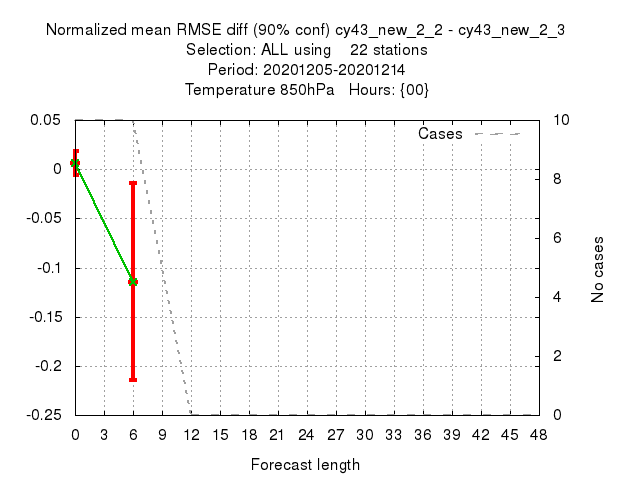 Normalized mean RMSE diff (90% conf) cy43_new_2_2 - cy43_new_2_3
Selection: ALL using    22 stations
Period: 20201205-20201214
Temperature 850hPa   Hours: {00}
Cases
0.05
0
-0.05
-0.1
-0.15
-0.2
-0.25
10
8
6
4
2
0
No cases
0 3 6 9 12 15 18 21 24 27 30 33 36 39 42 45 48
Forecast length